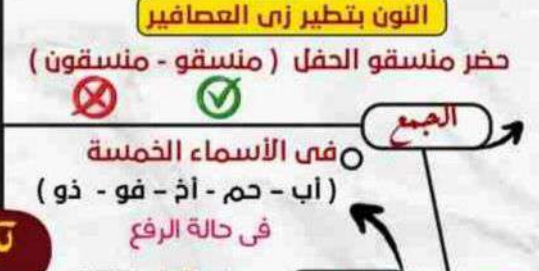 النون بتطير زى العصافير
حضر منسقو الحفل ( منسقو - منسقون )
الجمع
فى الأسماء الخمسة
( أب – حم - أخ – فو - ذو )
فى حالة الرفع